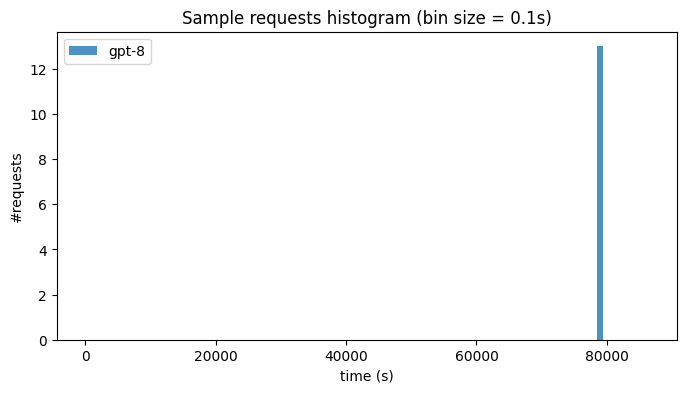 Sample requests histogram (bin size = 0.1s)
gpt-8
12
10
8
6
4
2
0
#requests
0 20000 40000 60000 80000
time (s)